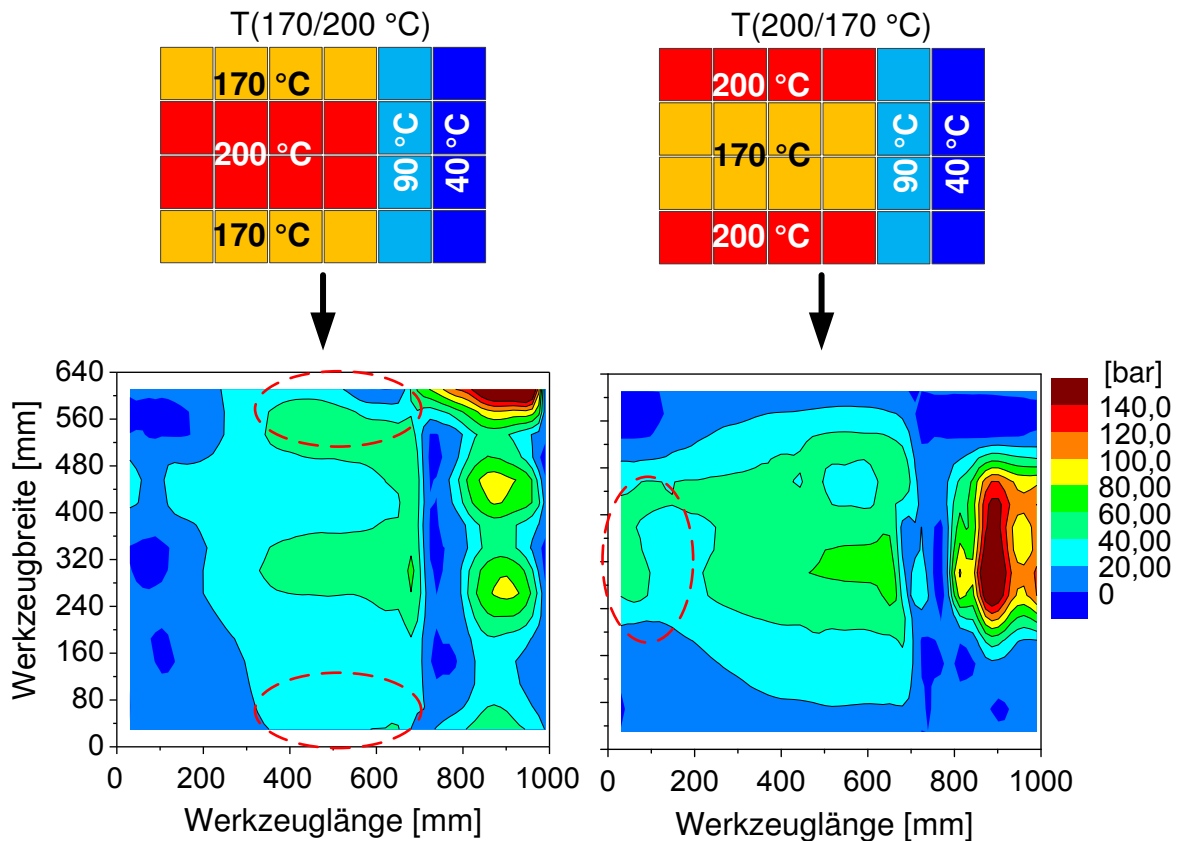 T(170/200 °C)
170 °C
200 °C
170 °C
90 °C
40 °C
T(200/170 °C)
200 °C
170 °C
200 °C
90 °C
40 °C
640
560
480
400
320
240
160
80
0
Werkzeugbreite [mm]
0
200
400
600
800
1000
Werkzeuglänge [mm]
0
200
400
600
800
1000
Werkzeuglänge [mm]
[bar]
140,0
120,0
100,0
80,00
60,00
40,00
20,00
0